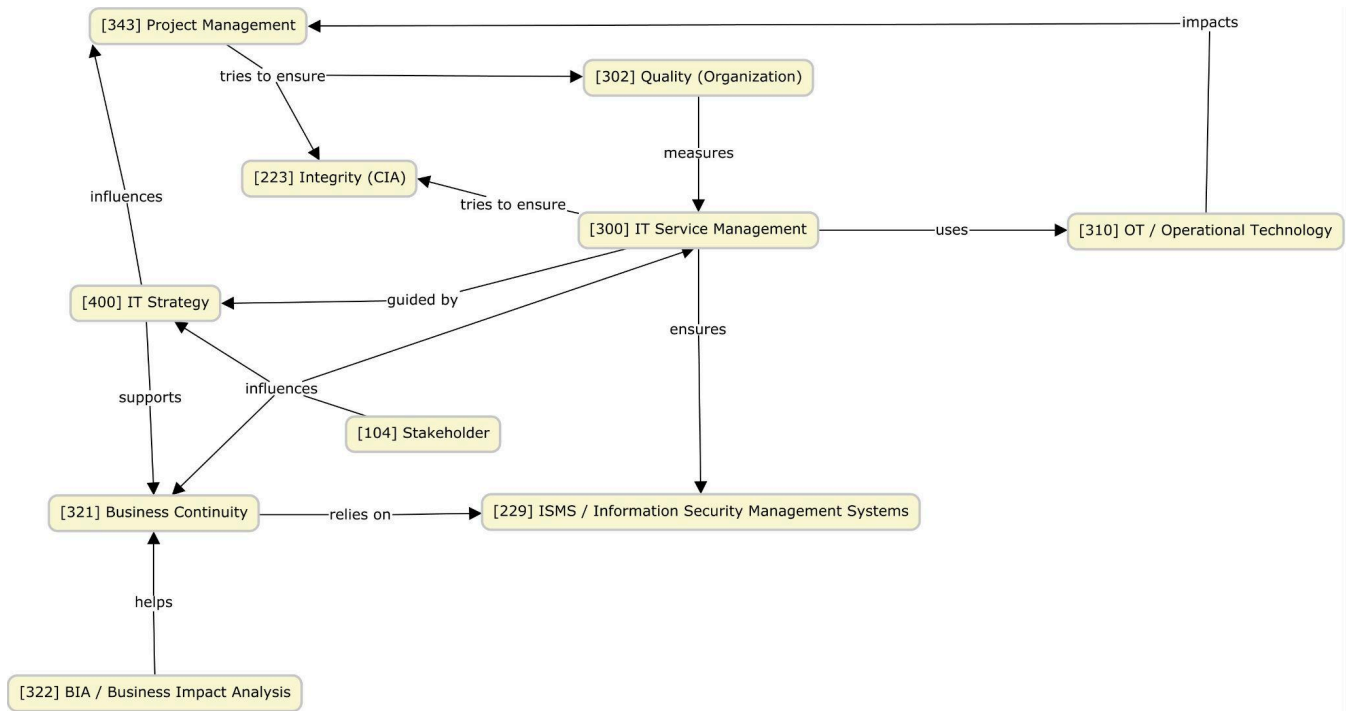 impacts
[343] Project Management
tries to ensure
[302] Quality (Organization)
measures
[223] Integrity (CIA)
influences
tries to ensure
[300] IT Service Management
uses
[310] OT / Operational Technology
[400] IT Strategy
guided by
ensures
supports
influences
[104] Stakeholder
[321] Business Continuity
relies on
[229] ISMS / Information Security Management Systems
helps
[322] BIA / Business Impact Analysis